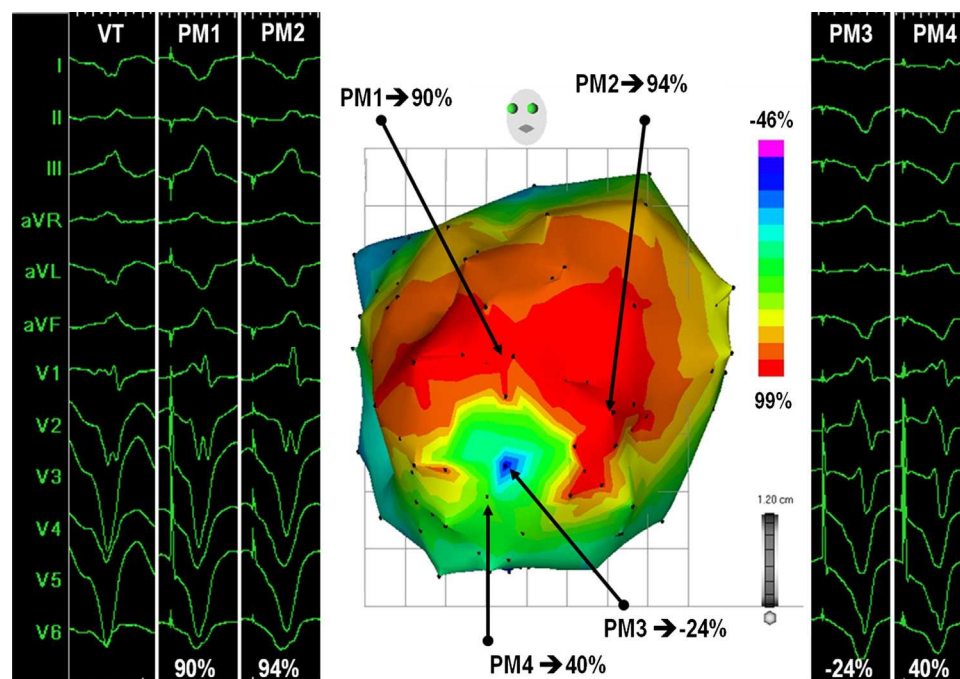 VT PM1 PM2
I
II
III
aVR
aVL
aVF
V1
V2
V3
V4
V5
V6
90% 94%
PM1➔90%
PM2➔94%
-46%
99%
1.20 cm
PM3➔-24%
PM4➔40%
PM3 PM4
-24% 40%